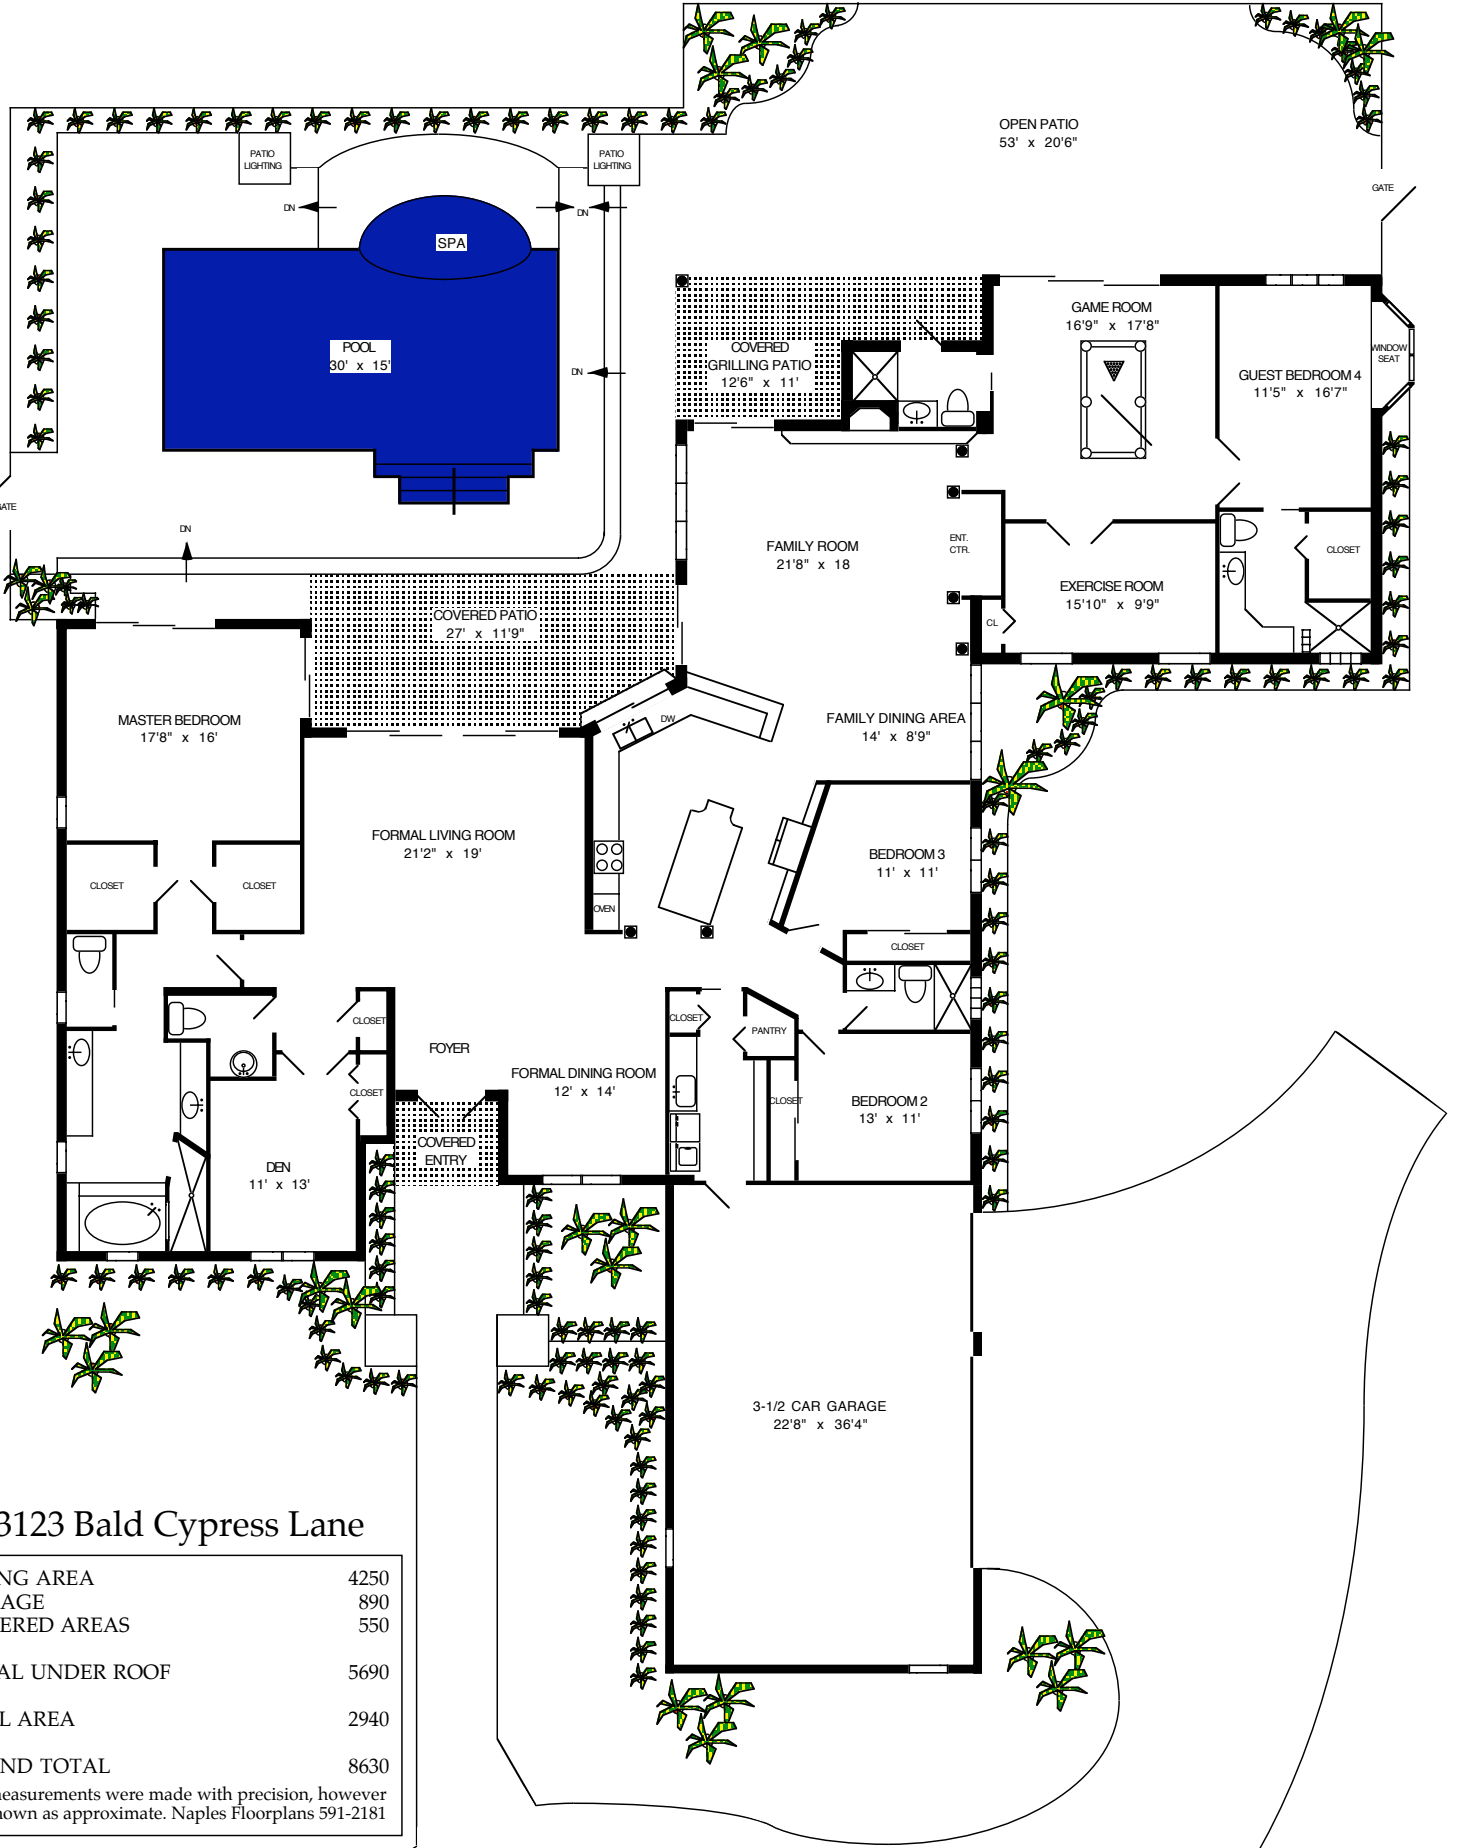 OPEN PATIO
53' x 20'6"
PATIO
LIGHTING
PATIO
LIGHTING
GATE
DN
DN
SPA
GAME ROOM
16'9" x 17'8"
POOL
30' x 15'
DN
COVERED
GRILLING PATIO
12'6" x 11'
WINDOW
SEAT
GUEST BEDROOM 4
11'5" x 16'7"
DN
FAMILY ROOM
21'8" x 18
ENT.
CTR.
CLOSET
EXERCISE ROOM
15'10" x 9'9"
CL
COVERED PATIO
27' x 11'9"
MASTER BEDROOM
17'8" x 16'
DW
FAMILY DINING AREA
14' x 8'9"
FORMAL LIVING ROOM
21'2" x 19'
BEDROOM 3
11' x 11'
CLOSET
CLOSET
OVEN
CLOSET
CLOSET
CLOSET
PANTRY
FOYER
FORMAL DINING ROOM
12' x 14'
CLOSET
CLOSET
BEDROOM 2
13' x 11'
COVERED
ENTRY
DEN
11' x 13'
3-1/2 CAR GARAGE
22'8" x 36'4"
3123 Bald Cypress Lane
NG AREA 4250
AGE 890
ERED AREAS 550
AL UNDER ROOF 5690
L AREA 2940
ND TOTAL 8630
easurements were made with precision, however
hown as approximate. Naples Floorplans 591-2181